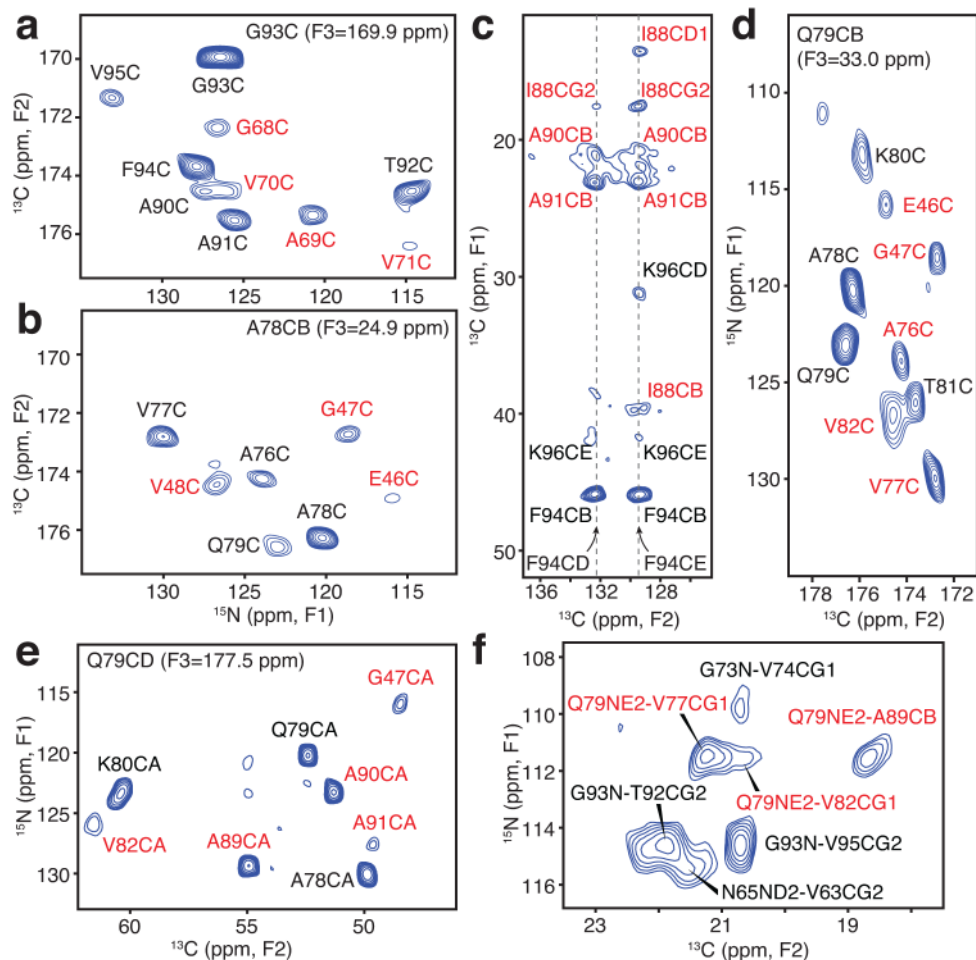 a
G93C (F3=169.9 ppm)
170
172
174
176
¹³C (ppm, F2)
V95C
G93C
G68C
F94C
V70C
T92C
A90C
A91C
A69C
V71C
130
125
120
115
b
A78CB (F3=24.9 ppm)
170
172
174
176
¹³C (ppm, F2)
V77C
G47C
A76C
V48C
E46C
A78C
Q79C
130
125
120
115
¹⁵N (ppm, F1)
c
I88CD1
I88CG2
I88CG2
A90CB
A90CB
A91CB
A91CB
K96CD
I88CB
K96CE
K96CE
F94CB
F94CB
F94CD
F94CE
20
30
40
50
¹³C (ppm, F1)
136
132
128
¹³C (ppm, F2)
d
Q79CB
(F3=33.0 ppm)
110
115
120
125
130
¹⁵N (ppm, F1)
K80C
E46C
G47C
A78C
A76C
Q79C
T81C
V82C
V77C
178
176
174
172
¹³C (ppm, F2)
e
Q79CD (F3=177.5 ppm)
115
120
125
130
¹⁵N (ppm, F1)
G47CA
Q79CA
K80CA
A90CA
V82CA
A89CA
A91CA
A78CA
60
55
50
¹³C (ppm, F2)
f
108
110
112
114
116
¹⁵N (ppm, F1)
G73N-V74CG1
Q79NE2-V77CG1
Q79NE2-A89CB
G93N-T92CG2
Q79NE2-V82CG1
G93N-V95CG2
N65ND2-V63CG2
23
21
19
¹³C (ppm, F2)